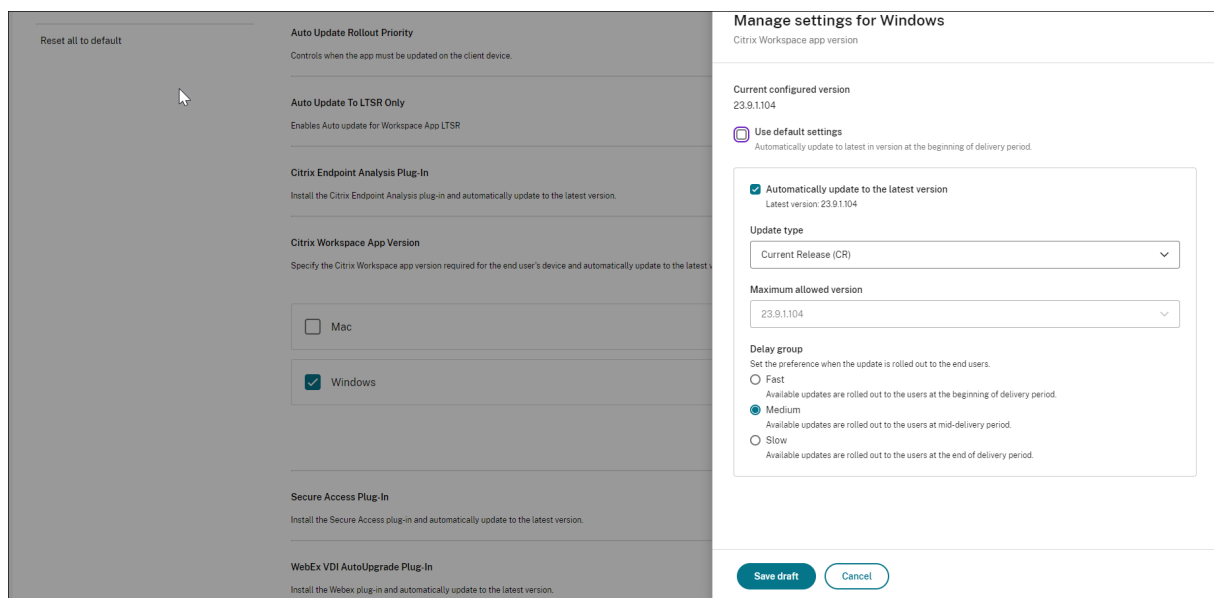 Reset all to default
Auto Update Rollout Priority
Controls when the app must be updated on the client device.
Auto Update To LTSR Only
Enables Auto update for Workspace App LTSR
Citrix Endpoint Analysis Plug-In
Install the Citrix Endpoint Analysis plug-in and automatically update to the latest version.
Citrix Workspace App Version
Specify the Citrix Workspace app version required for the end user's device and automatically update to the latest v
Mac
Windows
Secure Access Plug-In
Install the Secure Access plug-in and automatically update to the latest version.
WebEx VDI AutoUpgrade Plug-In
Install the Webex plug-in and automatically update to the latest version.
Manage settings for Windows
Citrix Workspace app version
Current configured version
23.9.1.104
Use default settings
Automatically update to latest in version at the beginning of delivery period.
Automatically update to the latest version
Latest version: 23.9.1.104
Update type
Current Release (CR)
Maximum allowed version
23.9.1.104
Delay group
Set the preference when the update is rolled out to the end users.
Fast
Available updates are rolled out to the users at the beginning of delivery period.
Medium
Available updates are rolled out to the users at mid-delivery period.
Slow
Available updates are rolled out to the users at the end of delivery period.
Save draft
Cancel